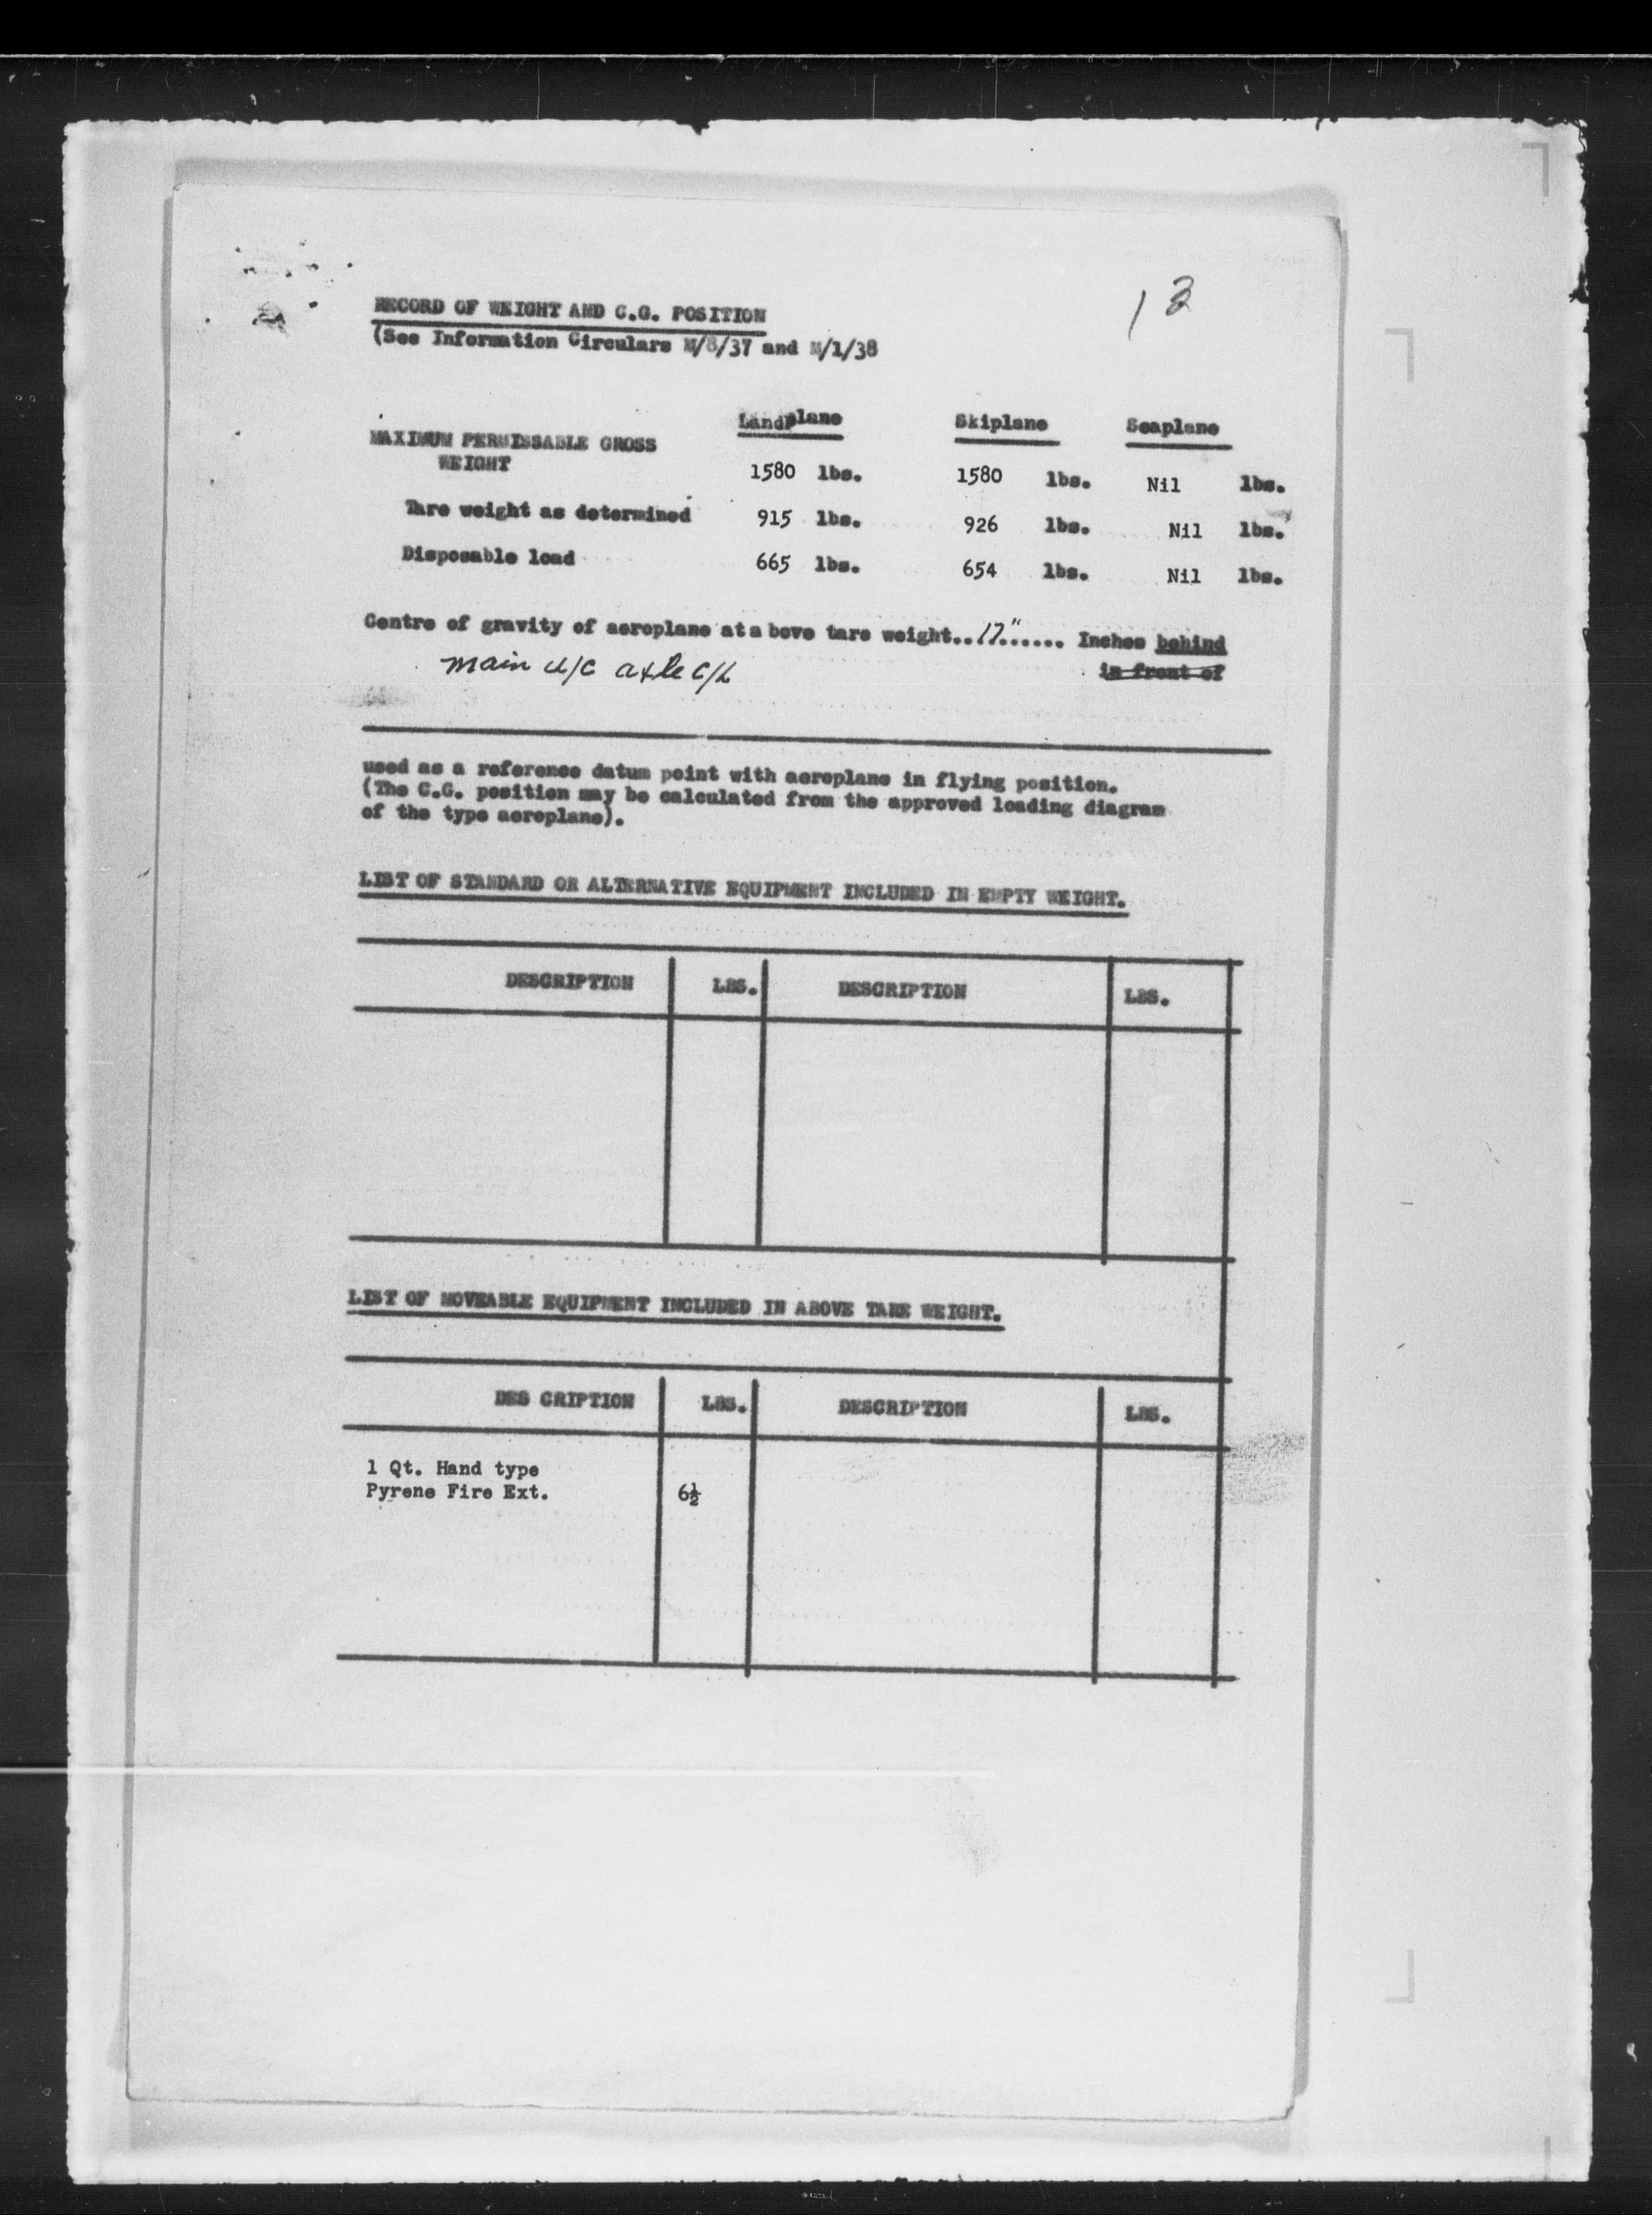 13
RECORD OF WEIGHT AND C.G. POSITION
(See Information Circulars M/8/37 and M/1/38
Landplane Skiplane Seaplane
MAXIMUM PERMISSABLE GROSS
WEIGHT 1580 lbs. 1580 lbs. Nil lbs.
Tare weight as determined 915 lbs. 926 lbs. Nil lbs.
Disposable load 665 lbs. 654 lbs. Nil lbs.
Centre of gravity of aeroplane at above tare weight..17"...... Inches behind
main u/c axle c/L in front of
used as a reference datum point with aeroplane in flying position.
(The C.G. position may be calculated from the approved loading diagram
of the type aeroplane).
LIST OF STANDARD OR ALTERNATIVE EQUIPMENT INCLUDED IN EMPTY WEIGHT.
DESCRIPTION LBS. DESCRIPTION LBS.
LIST OF MOVEABLE EQUIPMENT INCLUDED IN ABOVE TARE WEIGHT.
DES CRIPTION LBS. DESCRIPTION LBS.
1 Qt. Hand type
Pyrene Fire Ext. 6½